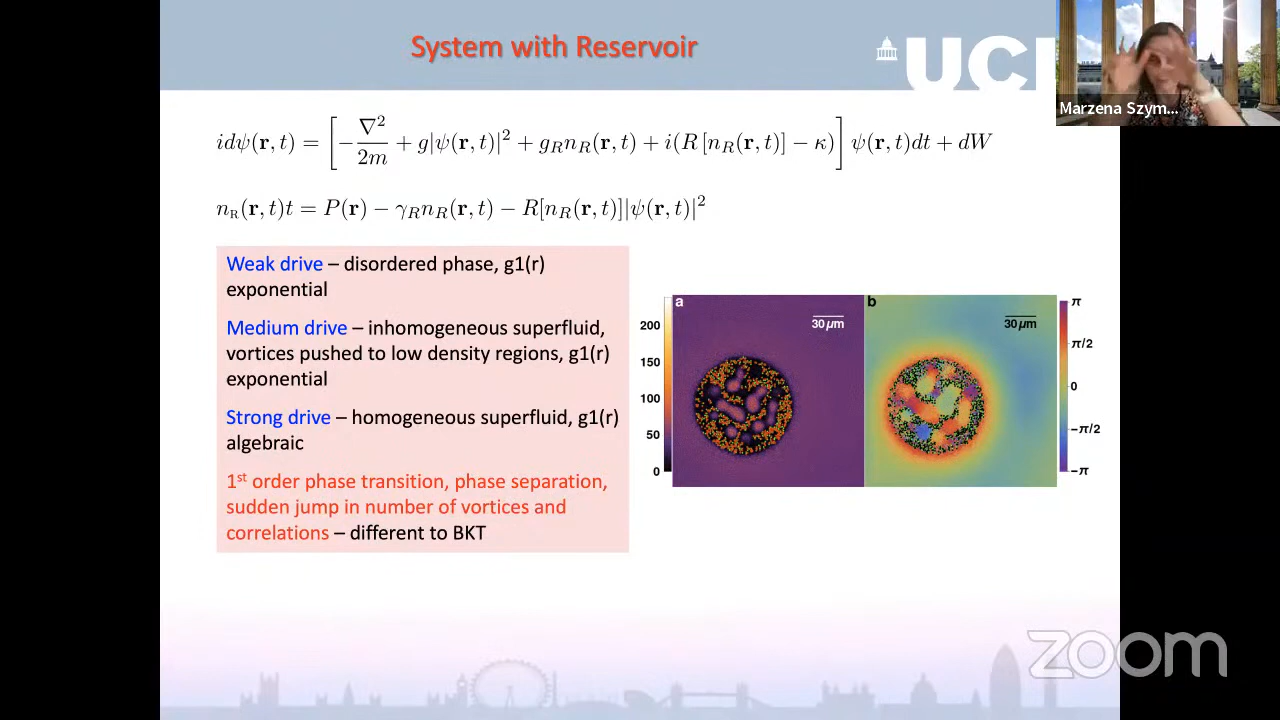 System with Reservoir
UCL
Marzena Szym...
idψ(r, t) = [ −∇²/2m + g|ψ(r, t)|² + g_R n_R(r, t) + i(R [n_R(r, t)] − κ) ] ψ(r, t)dt + dW
n_R(r, t)t = P(r) − γ_R n_R(r, t) − R[n_R(r, t)]|ψ(r, t)|²
Weak drive – disordered phase, g1(r)
exponential
Medium drive – inhomogeneous superfluid,
vortices pushed to low density regions, g1(r)
exponential
Strong drive – homogeneous superfluid, g1(r)
algebraic
1st order phase transition, phase separation,
sudden jump in number of vortices and
correlations – different to BKT
a
30 μm
200
150
100
50
0
b
30 μm
π
π/2
0
−π/2
−π
zoom